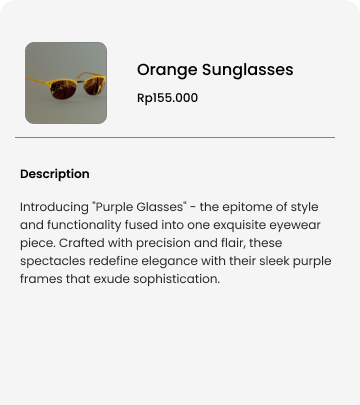 Orange Sunglasses
Rp155.000
Description
Introducing "Purple Glasses" - the epitome of style
and functionality fused into one exquisite eyewear
piece. Crafted with precision and flair, these
spectacles redefine elegance with their sleek purple
frames that exude sophistication.